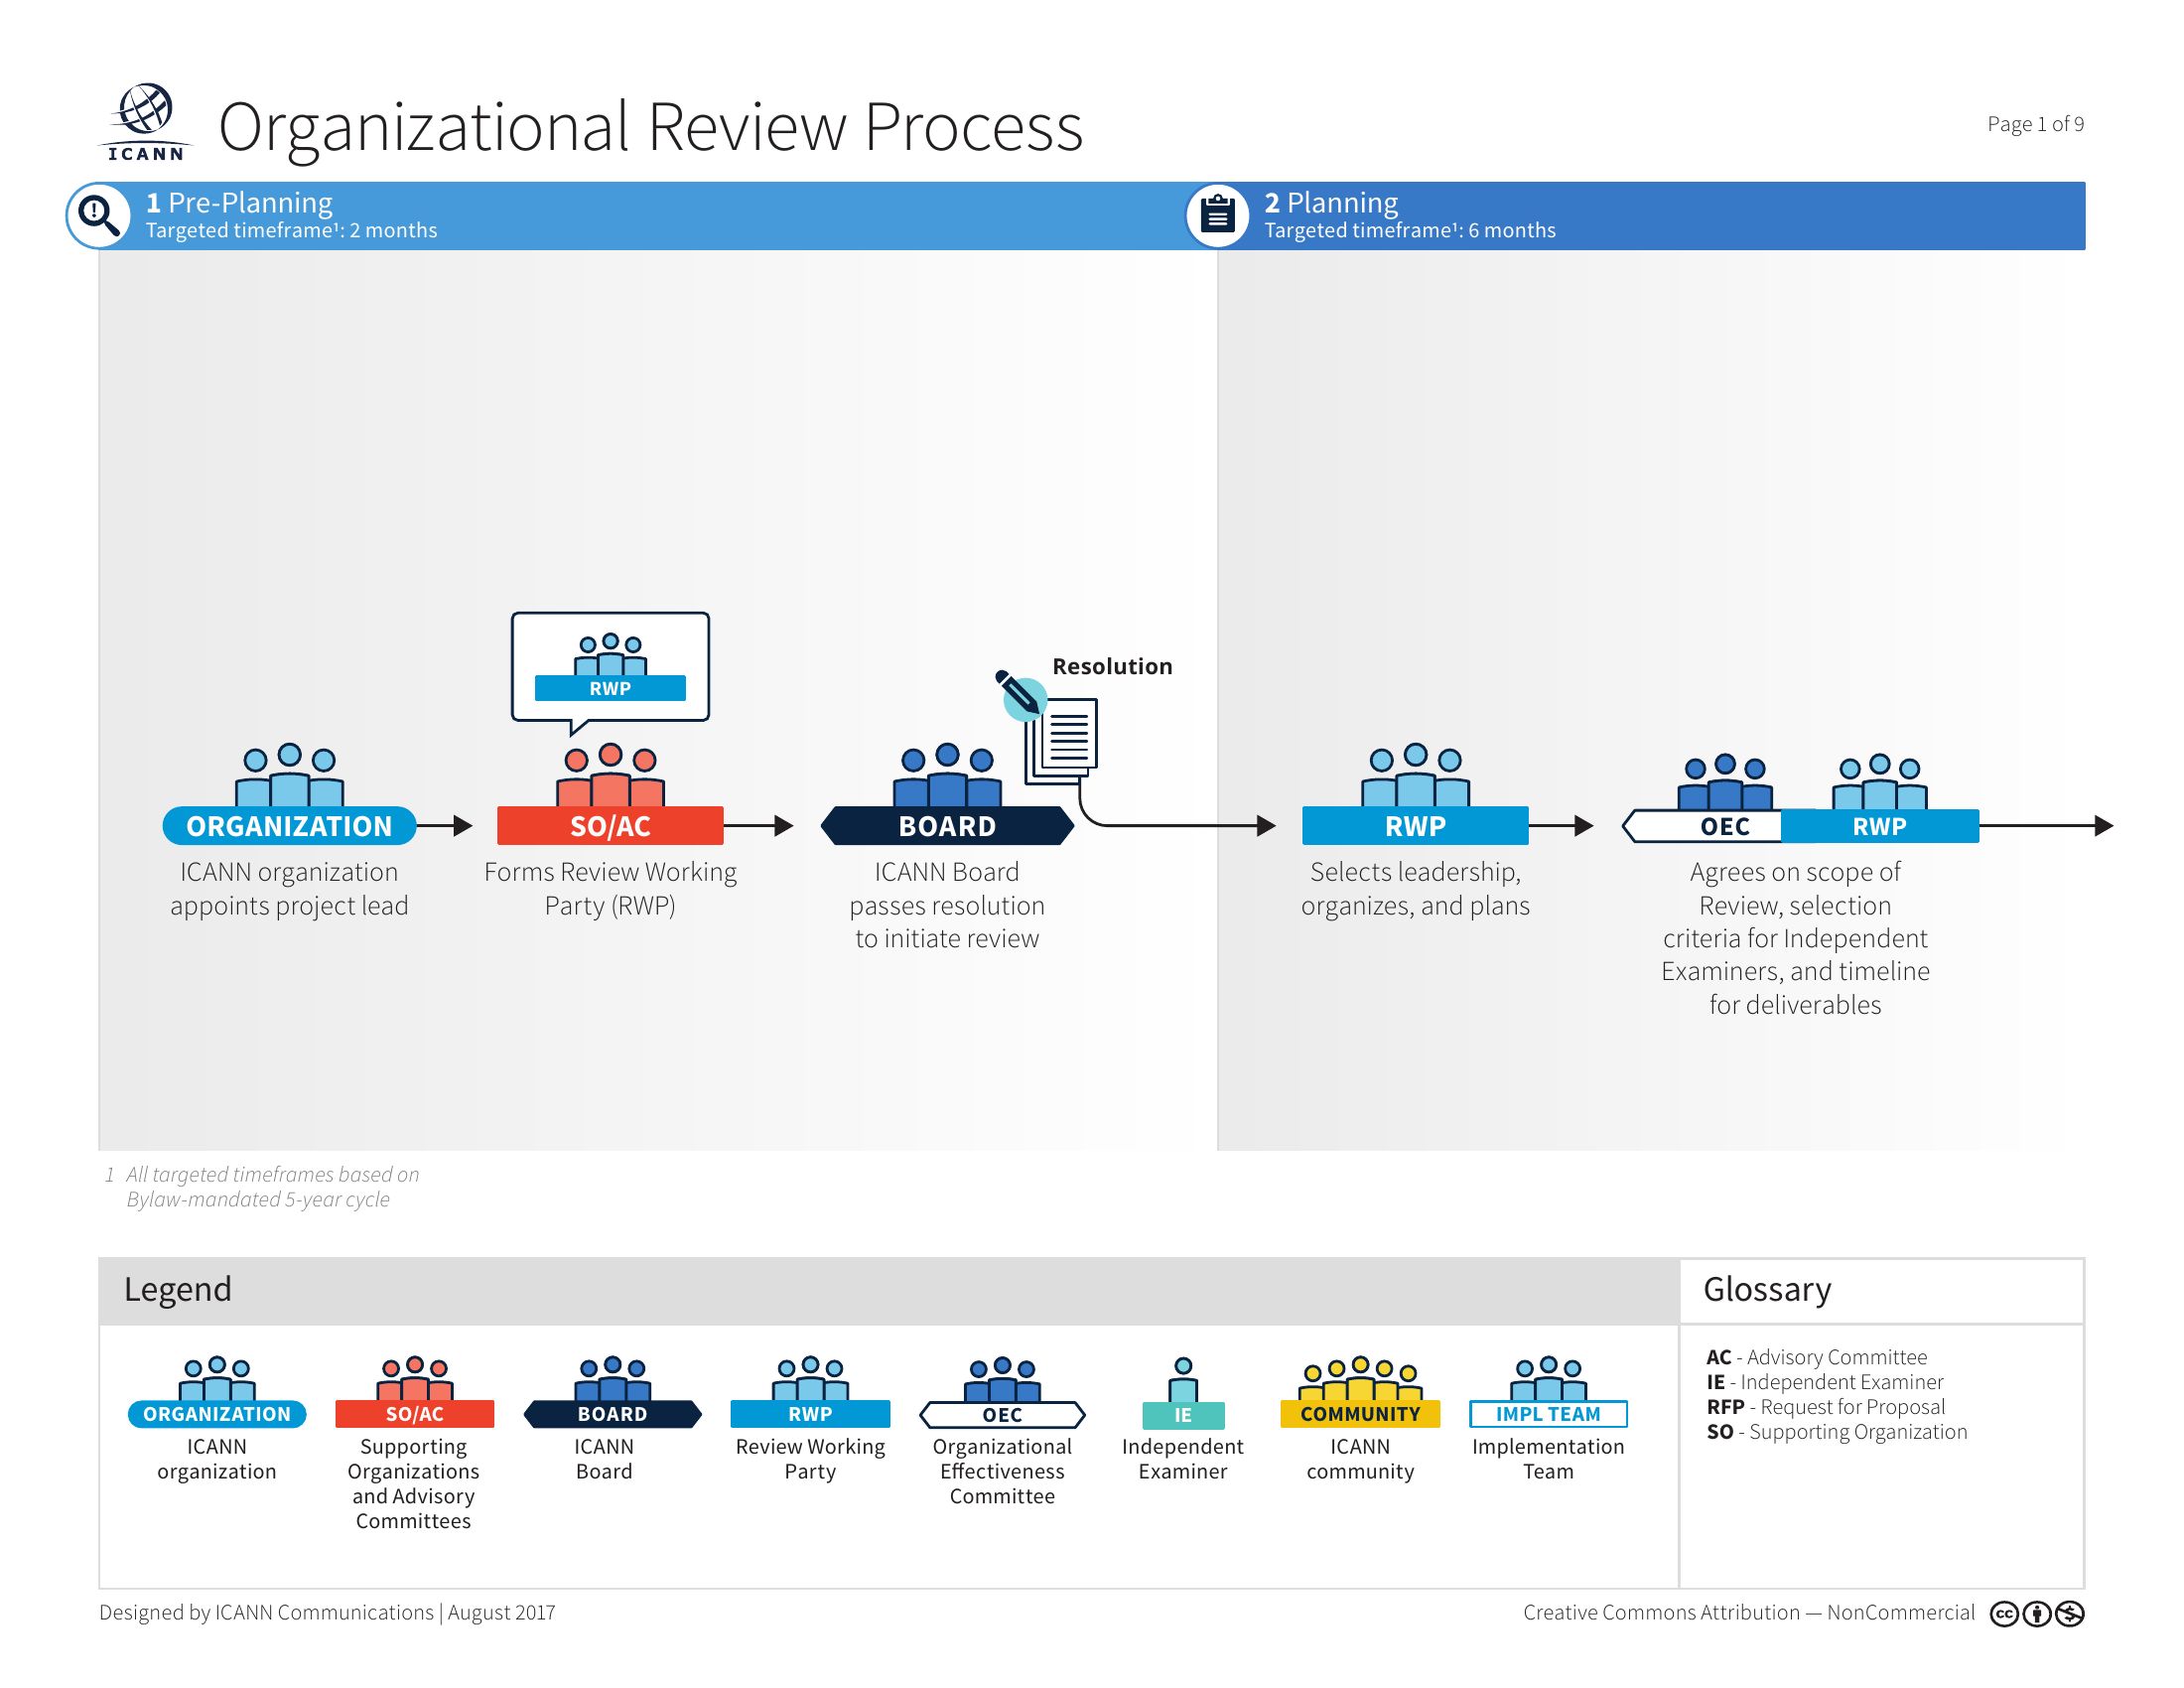 ICANN
Organizational Review Process
Page 1 of 9
1 Pre-Planning
Targeted timeframe¹: 2 months
2 Planning
Targeted timeframe¹: 6 months
RWP
Resolution
ORGANIZATION
ICANN organization
appoints project lead
SO/AC
Forms Review Working
Party (RWP)
BOARD
ICANN Board
passes resolution
to initiate review
RWP
Selects leadership,
organizes, and plans
OEC
RWP
Agrees on scope of
Review, selection
criteria for Independent
Examiners, and timeline
for deliverables
1 All targeted timeframes based on
Bylaw-mandated 5-year cycle
Legend
ORGANIZATION
ICANN
organization
SO/AC
Supporting
Organizations
and Advisory
Committees
BOARD
ICANN
Board
RWP
Review Working
Party
OEC
Organizational
Effectiveness
Committee
IE
Independent
Examiner
COMMUNITY
ICANN
community
IMPL TEAM
Implementation
Team
Glossary
AC - Advisory Committee
IE - Independent Examiner
RFP - Request for Proposal
SO - Supporting Organization
Designed by ICANN Communications | August 2017
Creative Commons Attribution — NonCommercial
cc